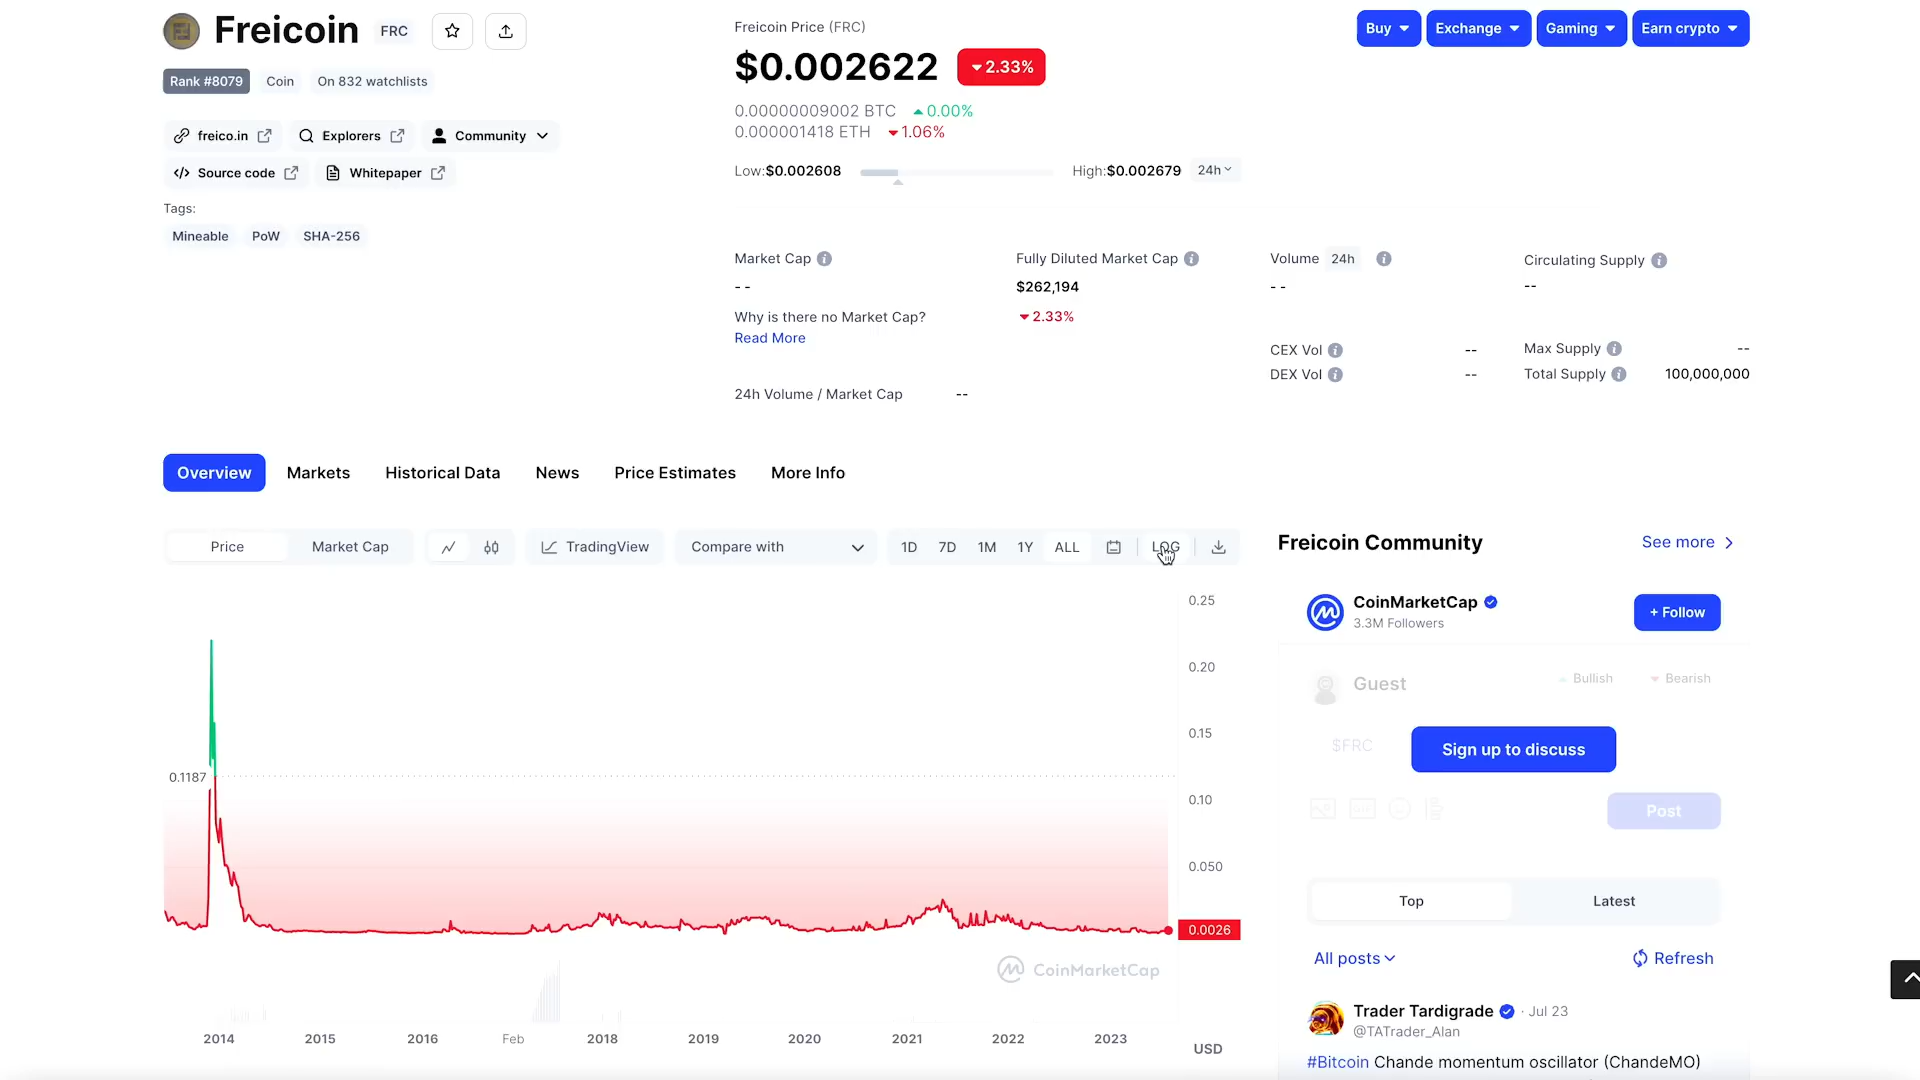 Freicoin FRC
Rank #8079 Coin On 832 watchlists
freico.in Explorers Community
Source code Whitepaper
Tags:
Mineable PoW SHA-256
Freicoin Price (FRC)
$0.002622 2.33%
0.00000009002 BTC 0.00%
0.000001418 ETH 1.06%
Low:$0.002608 High:$0.002679 24h
Buy Exchange Gaming Earn crypto
Market Cap
- -
Why is there no Market Cap?
Read More
24h Volume / Market Cap --
Fully Diluted Market Cap
$262,194
2.33%
Volume 24h
- -
CEX Vol --
DEX Vol --
Circulating Supply
--
Max Supply --
Total Supply 100,000,000
Overview Markets Historical Data News Price Estimates More Info
Price Market Cap TradingView Compare with 1D 7D 1M 1Y ALL LOG
0.25
0.20
0.15
0.1187
0.10
0.050
0.0026
CoinMarketCap
2014 2015 2016 Feb 2018 2019 2020 2021 2022 2023
USD
Freicoin Community See more
CoinMarketCap
3.3M Followers
+ Follow
Guest Bullish Bearish
$FRC
Sign up to discuss
Post
Top Latest
All posts Refresh
Trader Tardigrade · Jul 23
@TATrader_Alan
#Bitcoin Chande momentum oscillator (ChandeMO)